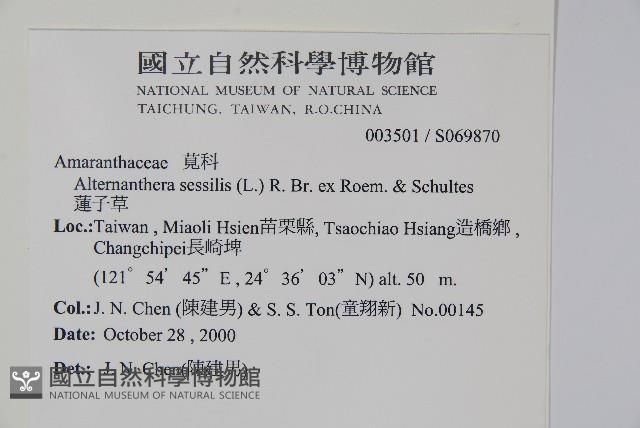 國立自然科學博物館
NATIONAL MUSEUM OF NATURAL SCIENCE
TAICHUNG, TAIWAN, R.O.CHINA
003501 / S069870
Amaranthaceae 莧科
Alternanthera sessilis (L.) R. Br. ex Roem. & Schultes
蓮子草
Loc.:Taiwan , Miaoli Hsien苗栗縣, Tsaochiao Hsiang造橋鄉 ,
Changchipei長崎埤
(121° 54’ 45” E , 24° 36’ 03” N) alt. 50 m.
Col.: J. N. Chen (陳建男) & S. S. Ton(童翔新) No.00145
Date: October 28 , 2000
Det.: J. N. Chen(陳建男)
國立自然科學博物館
NATIONAL MUSEUM OF NATURAL SCIENCE